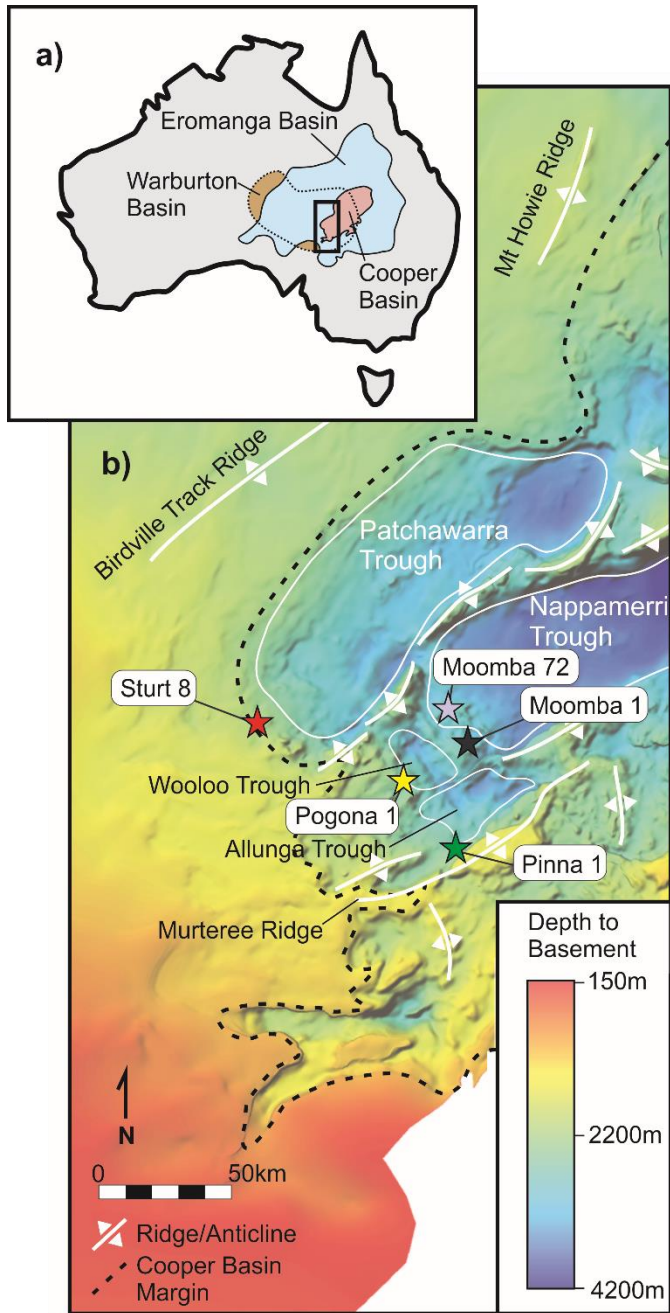 a)
Eromanga Basin
Warburton
Basin
Cooper
Basin
Mt Howie Ridge
b)
Birdville Track Ridge
Patchawarra
Trough
Nappamerri
Trough
Moomba 72
Sturt 8
Moomba 1
Wooloo Trough
Pogona 1
Allunga Trough
Pinna 1
Murteree Ridge
Depth to
Basement
150m
2200m
4200m
N
0 50km
Ridge/Anticline
Cooper Basin
Margin